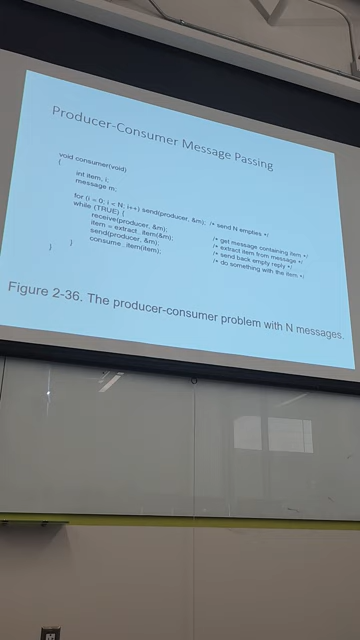 Producer-Consumer Message Passing
void consumer(void)
{
int item, i;
message m;
for (i = 0; i < N; i++) send(producer, &m); /* send N empties */
while (TRUE) {
receive(producer, &m); /* get message containing item */
item = extract_item(&m); /* extract item from message */
send(producer, &m); /* send back empty reply */
consume_item(item); /* do something with the item */
}
}
Figure 2-36. The producer-consumer problem with N messages.